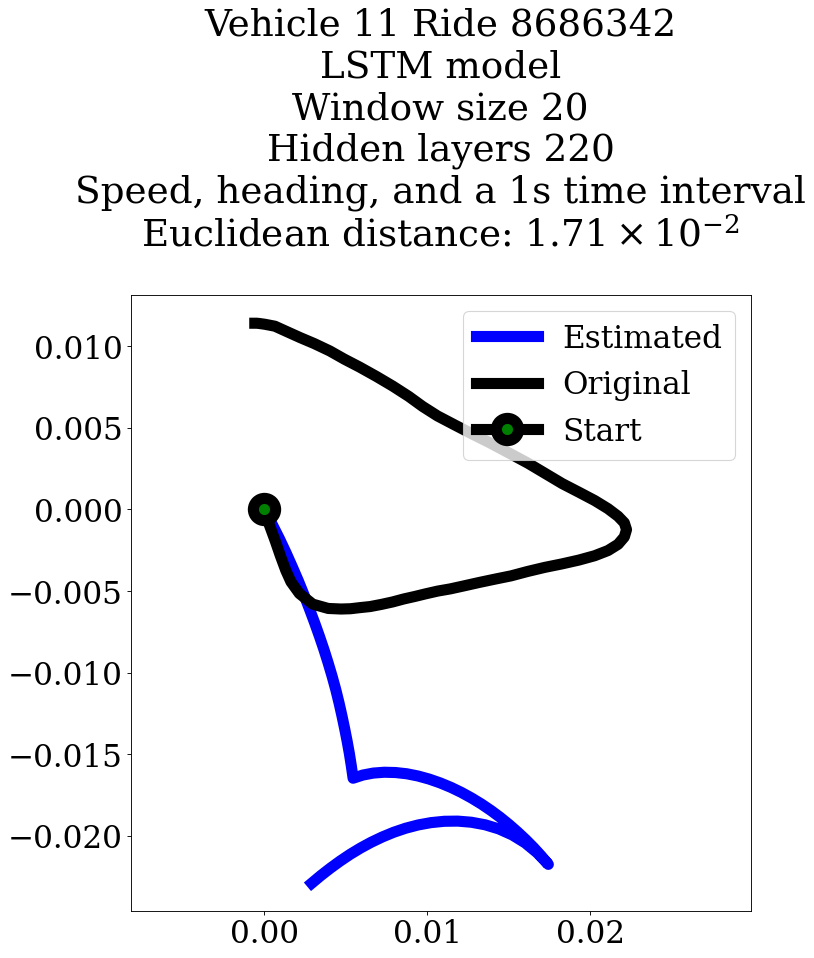 Vehicle 11 Ride 8686342
LSTM model
Window size 20
Hidden layers 220
Speed, heading, and a 1s time interval
Euclidean distance: 1.71 × 10⁻²
Estimated
Original
Start
0.010
0.005
0.000
−0.005
−0.010
−0.015
−0.020
0.00 0.01 0.02